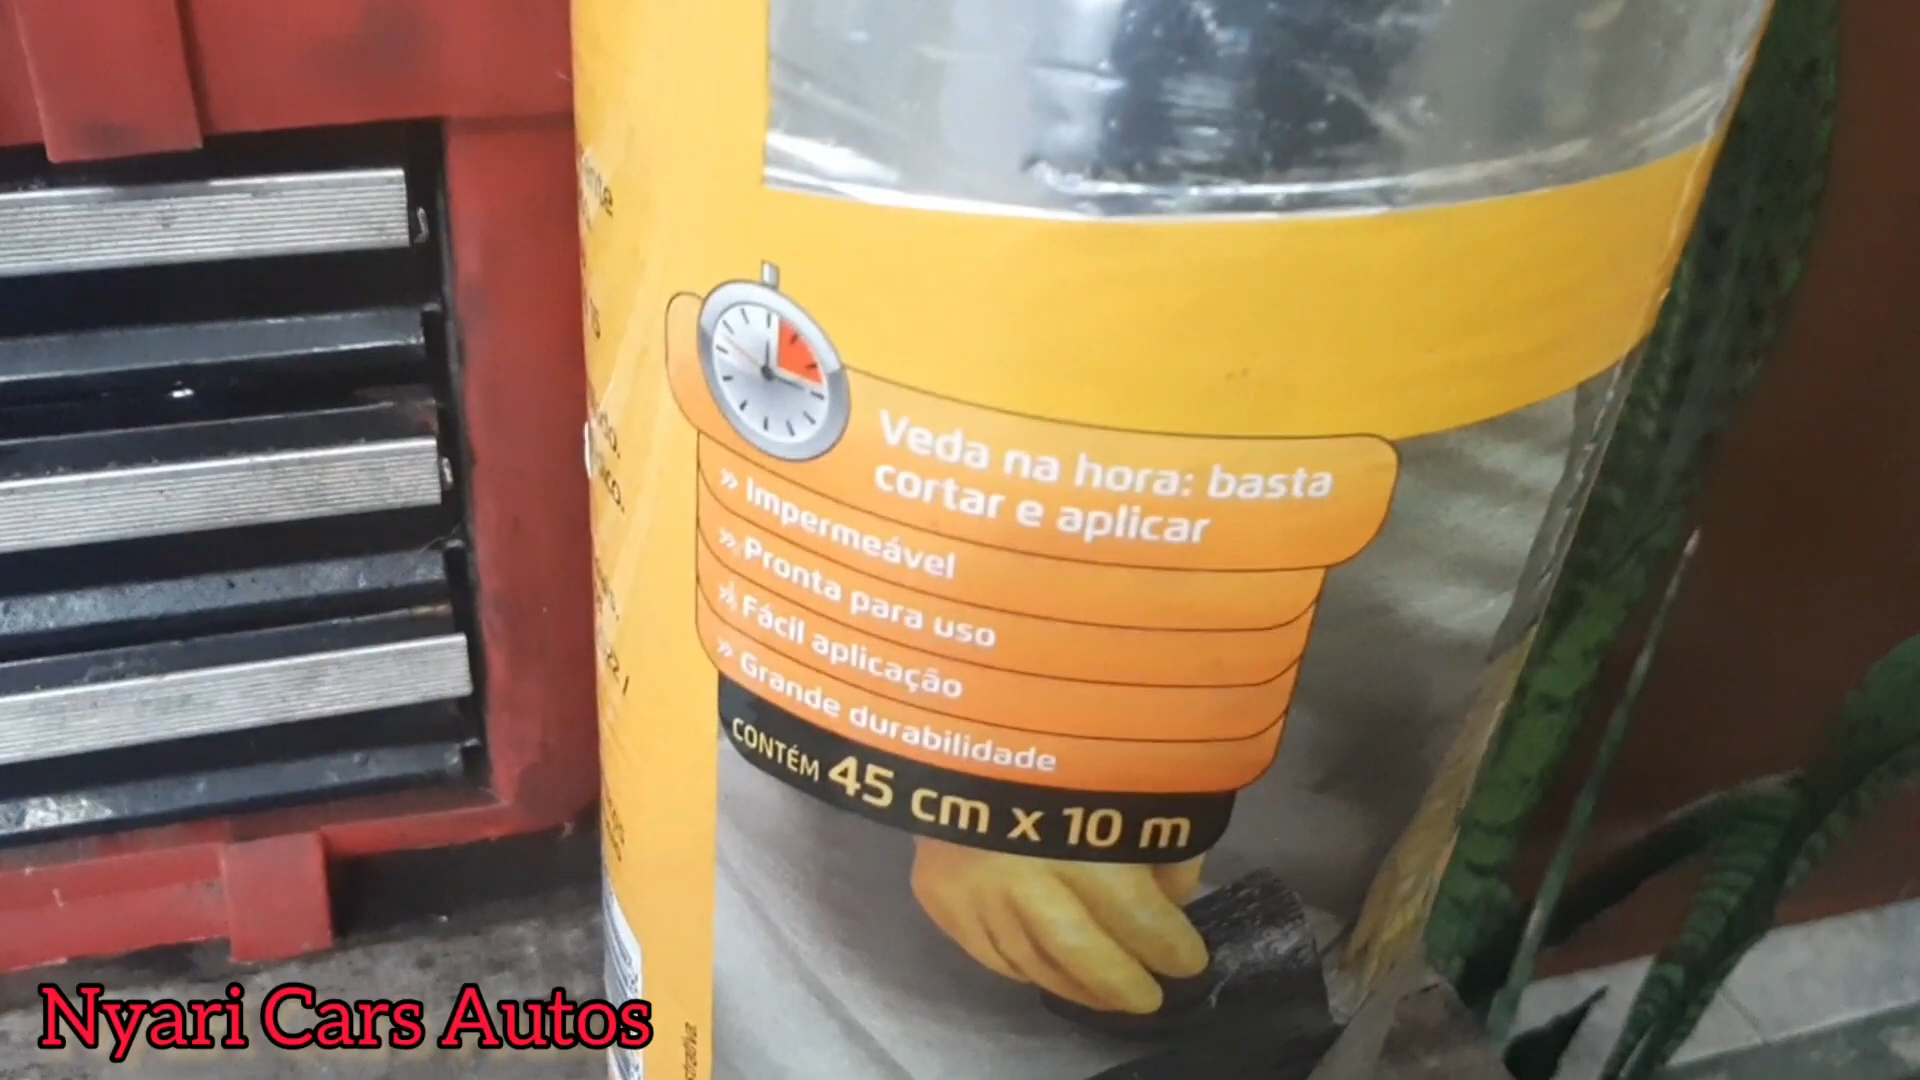 Veda na hora: basta
cortar e aplicar
» Impermeável
» Pronta para uso
» Fácil aplicação
» Grande durabilidade
CONTÉM 45 cm x 10 m
Nyari Cars Autos